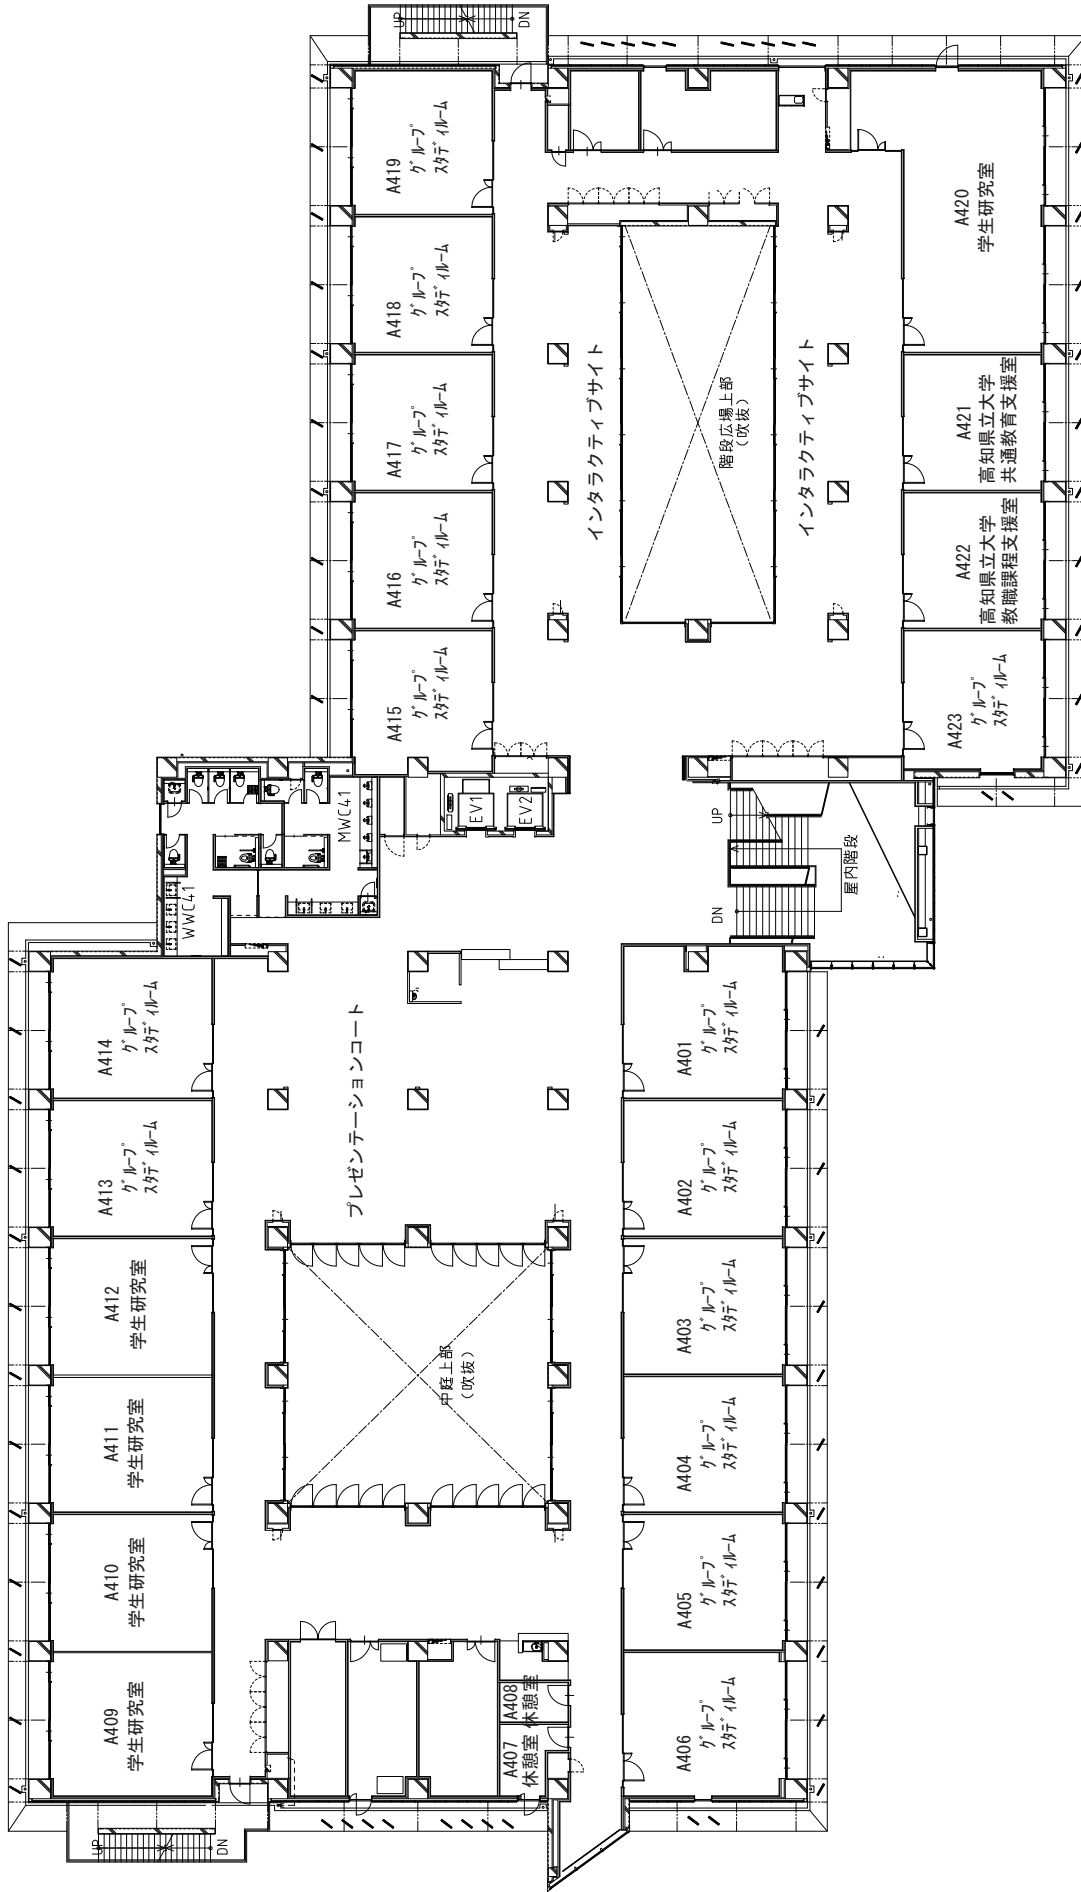 A409
学生研究室
A410
学生研究室
A411
学生研究室
A412
学生研究室
A413
ｸﾞﾙｰﾌﾟ
ｽﾀﾃﾞｨﾙｰﾑ
A414
ｸﾞﾙｰﾌﾟ
ｽﾀﾃﾞｨﾙｰﾑ
WWC41
MWC41
A415
ｸﾞﾙｰﾌﾟ
ｽﾀﾃﾞｨﾙｰﾑ
A416
ｸﾞﾙｰﾌﾟ
ｽﾀﾃﾞｨﾙｰﾑ
A417
ｸﾞﾙｰﾌﾟ
ｽﾀﾃﾞｨﾙｰﾑ
A418
ｸﾞﾙｰﾌﾟ
ｽﾀﾃﾞｨﾙｰﾑ
A419
ｸﾞﾙｰﾌﾟ
ｽﾀﾃﾞｨﾙｰﾑ
UP
DN
UP
DN
プレゼンテーションコート
EV1
EV2
インタラクティブサイト
中庭上部
（吹抜）
階段広場上部
（吹抜）
インタラクティブサイト
A407
休憩室
A408
休憩室
A406
ｸﾞﾙｰﾌﾟ
ｽﾀﾃﾞｨﾙｰﾑ
A405
ｸﾞﾙｰﾌﾟ
ｽﾀﾃﾞｨﾙｰﾑ
A404
ｸﾞﾙｰﾌﾟ
ｽﾀﾃﾞｨﾙｰﾑ
A403
ｸﾞﾙｰﾌﾟ
ｽﾀﾃﾞｨﾙｰﾑ
A402
ｸﾞﾙｰﾌﾟ
ｽﾀﾃﾞｨﾙｰﾑ
A401
ｸﾞﾙｰﾌﾟ
ｽﾀﾃﾞｨﾙｰﾑ
DN
UP
屋内階段
A423
ｸﾞﾙｰﾌﾟ
ｽﾀﾃﾞｨﾙｰﾑ
A422
高知県立大学
教職課程支援室
A421
高知県立大学
共通教育支援室
A420
学生研究室